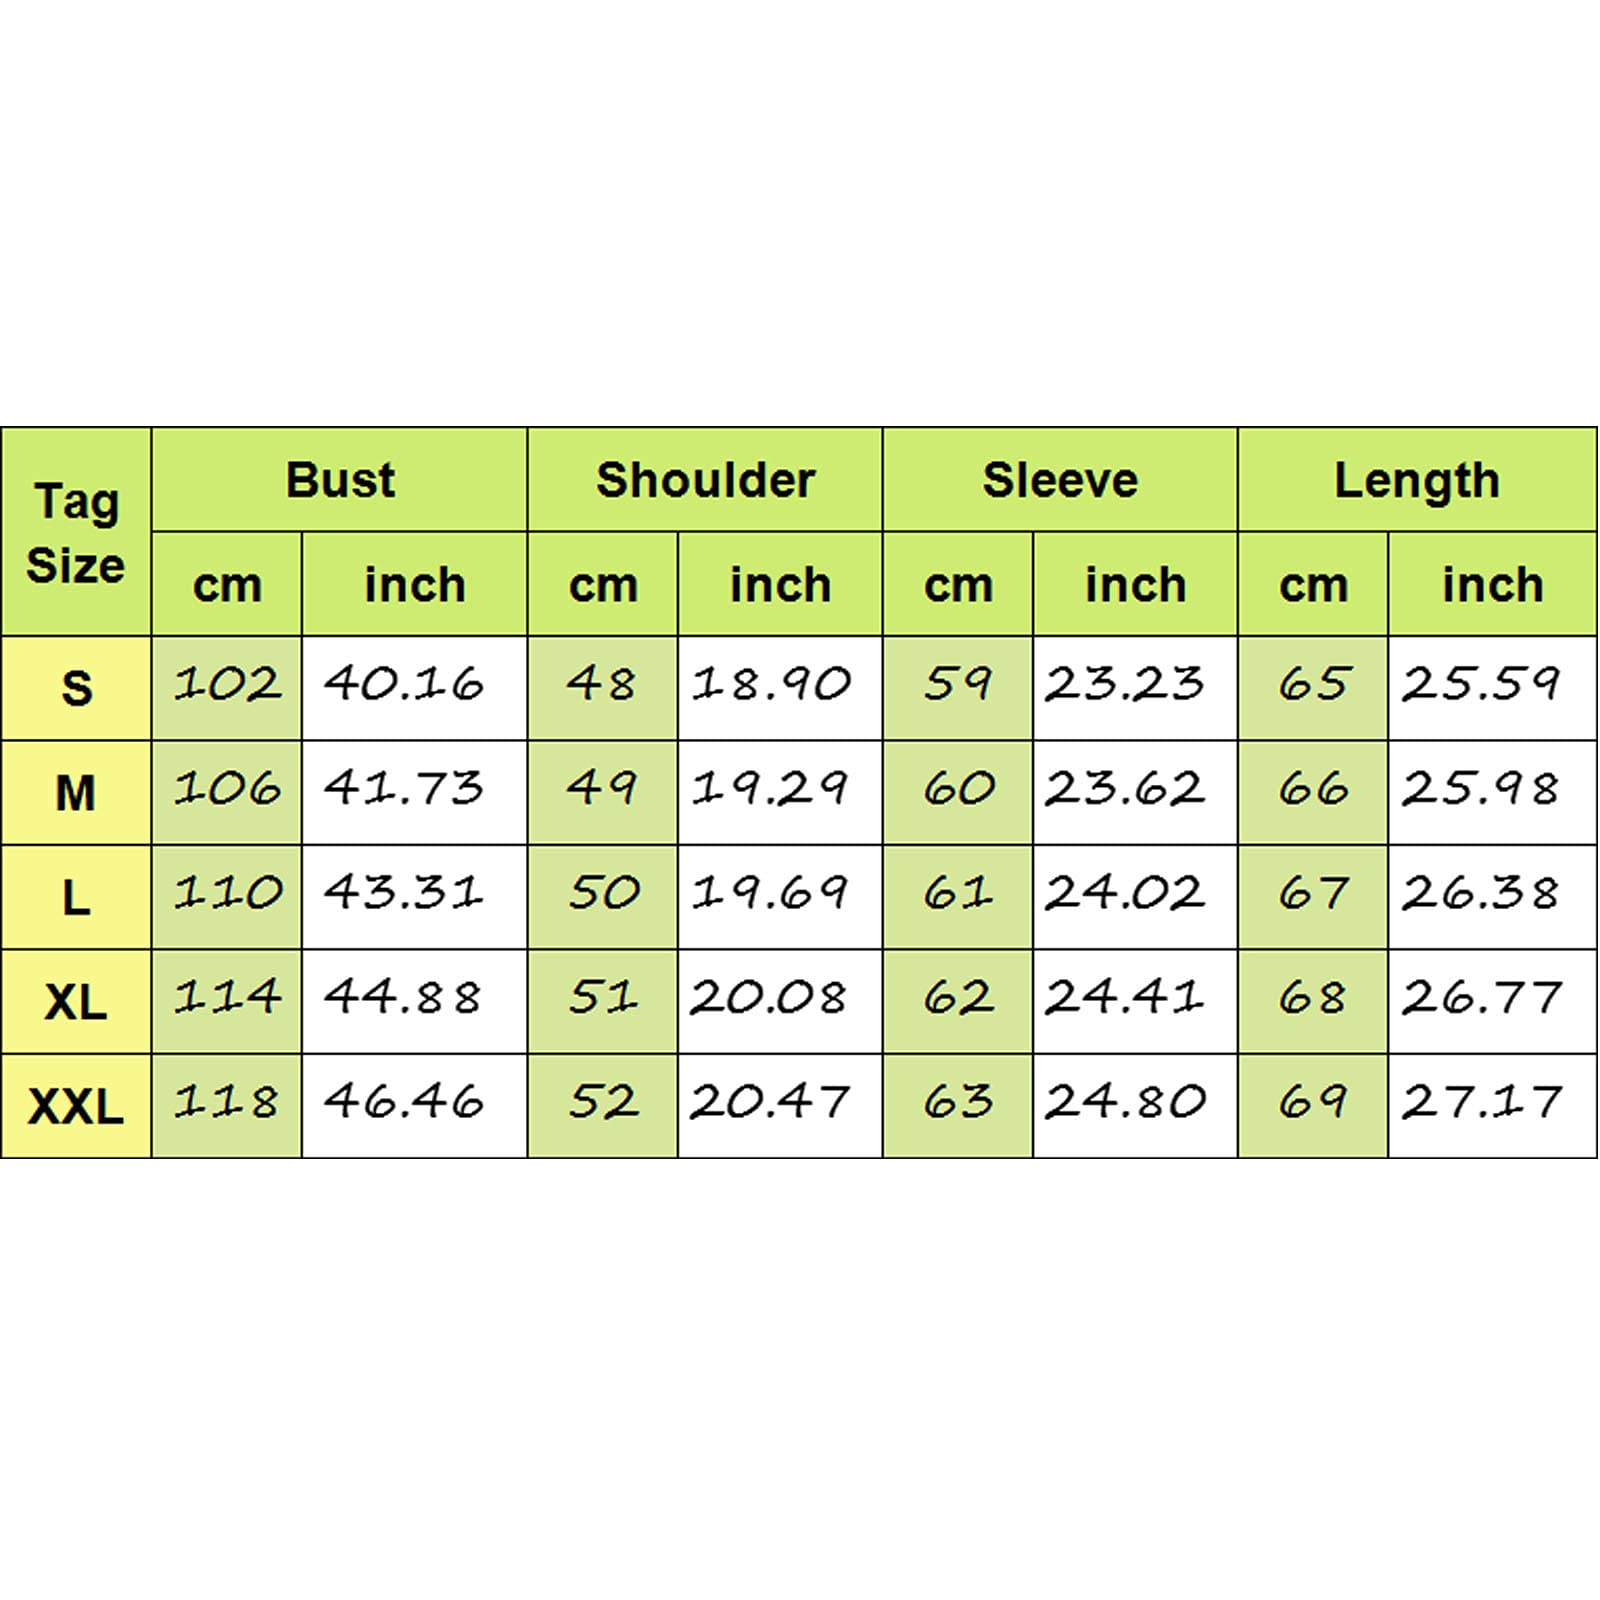 Tag Size Bust Shoulder Sleeve Length
cm inch cm inch cm inch cm inch
S 102 40.16 48 18.90 59 23.23 65 25.59
M 106 41.73 49 19.29 60 23.62 66 25.98
L 110 43.31 50 19.69 61 24.02 67 26.38
XL 114 44.88 51 20.08 62 24.41 68 26.77
XXL 118 46.46 52 20.47 63 24.80 69 27.17